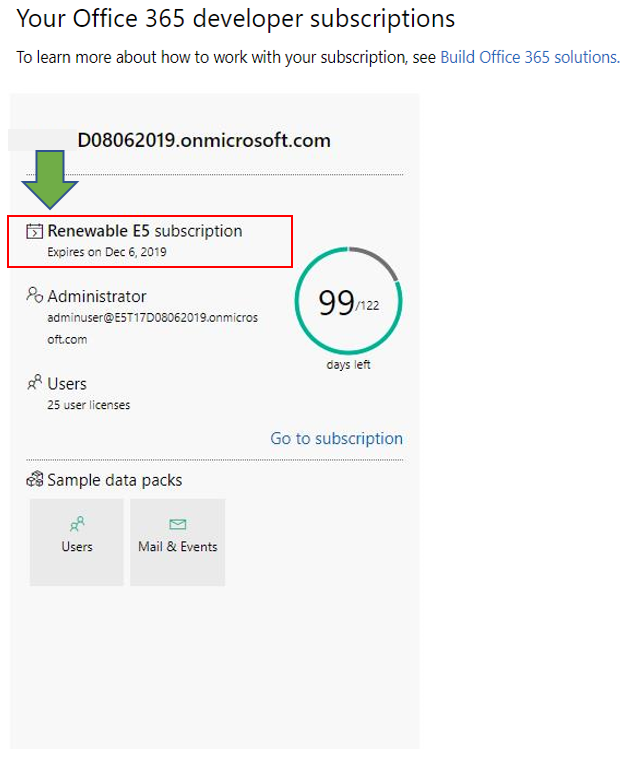 Your Office 365 developer subscriptions
To learn more about how to work with your subscription, see Build Office 365 solutions.
D08062019.onmicrosoft.com
Renewable E5 subscription
Expires on Dec 6, 2019
Administrator
adminuser@E5T17D08062019.onmicros
oft.com
99/122
days left
Users
25 user licenses
Go to subscription
Sample data packs
Users
Mail & Events